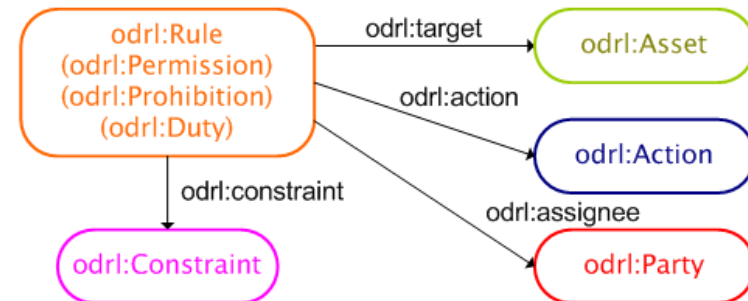 odrl:Rule
(odrl:Permission)
(odrl:Prohibition)
(odrl:Duty)
odrl:target
odrl:Asset
odrl:action
odrl:Action
odrl:constraint
odrl:assignee
odrl:Constraint
odrl:Party